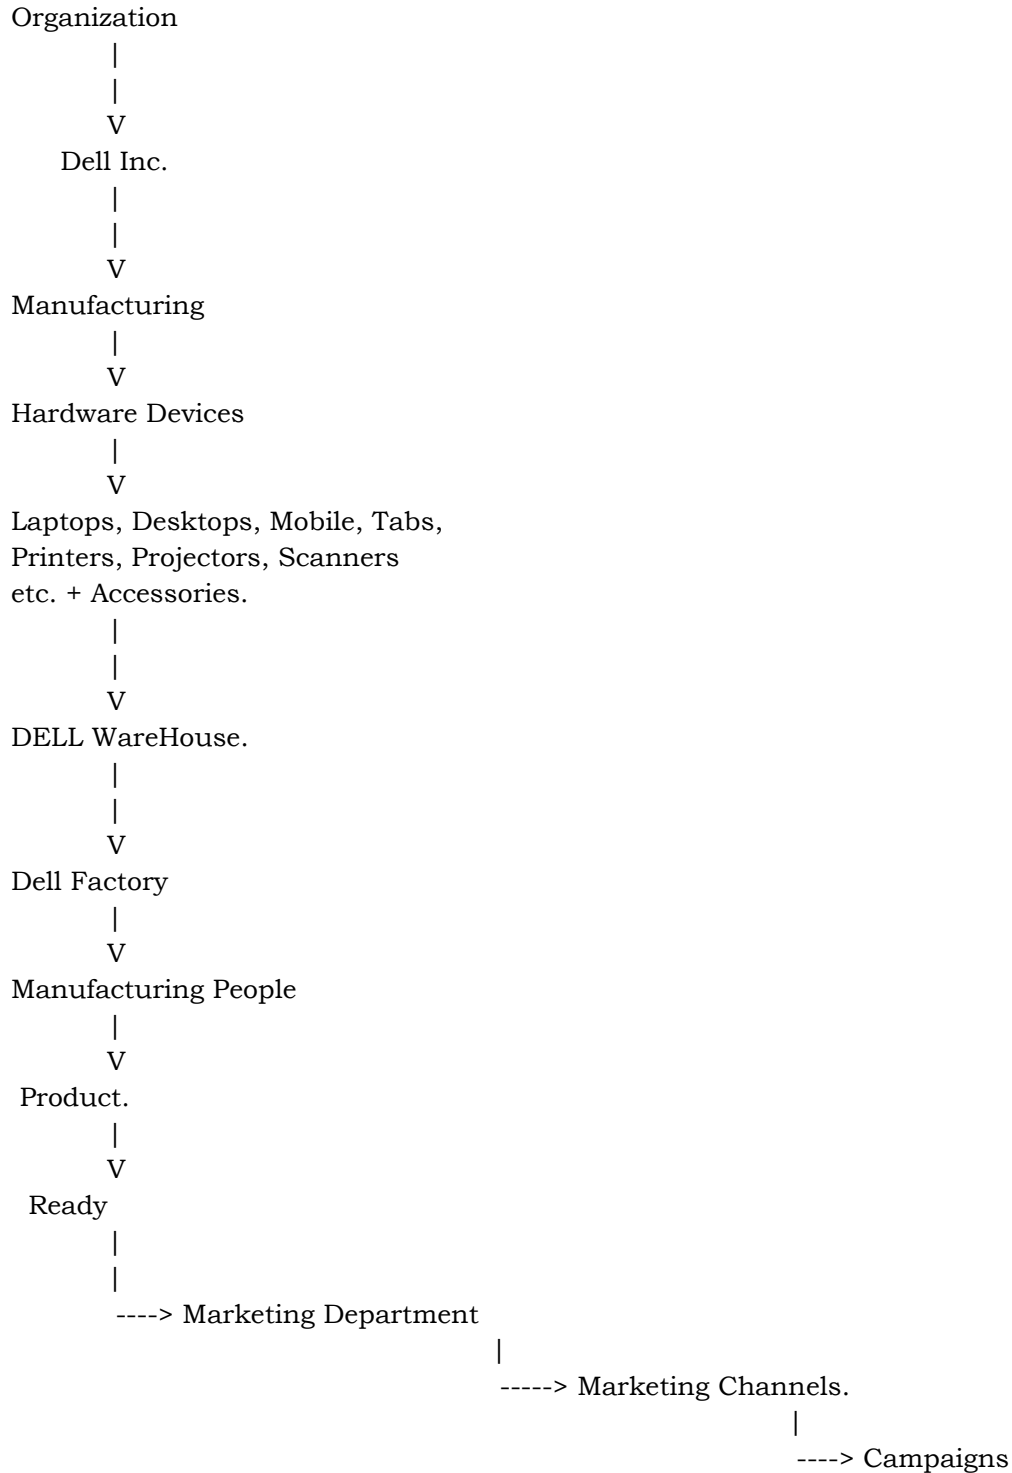 Organization
|
|
V
Dell Inc.
|
|
V
Manufacturing
|
V
Hardware Devices
|
V
Laptops, Desktops, Mobile, Tabs,
Printers, Projectors, Scanners
etc. + Accessories.
|
|
V
DELL WareHouse.
|
|
V
Dell Factory
|
V
Manufacturing People
|
V
Product.
|
V
Ready
|
|
----> Marketing Department
|
-----> Marketing Channels.
|
----> Campaigns